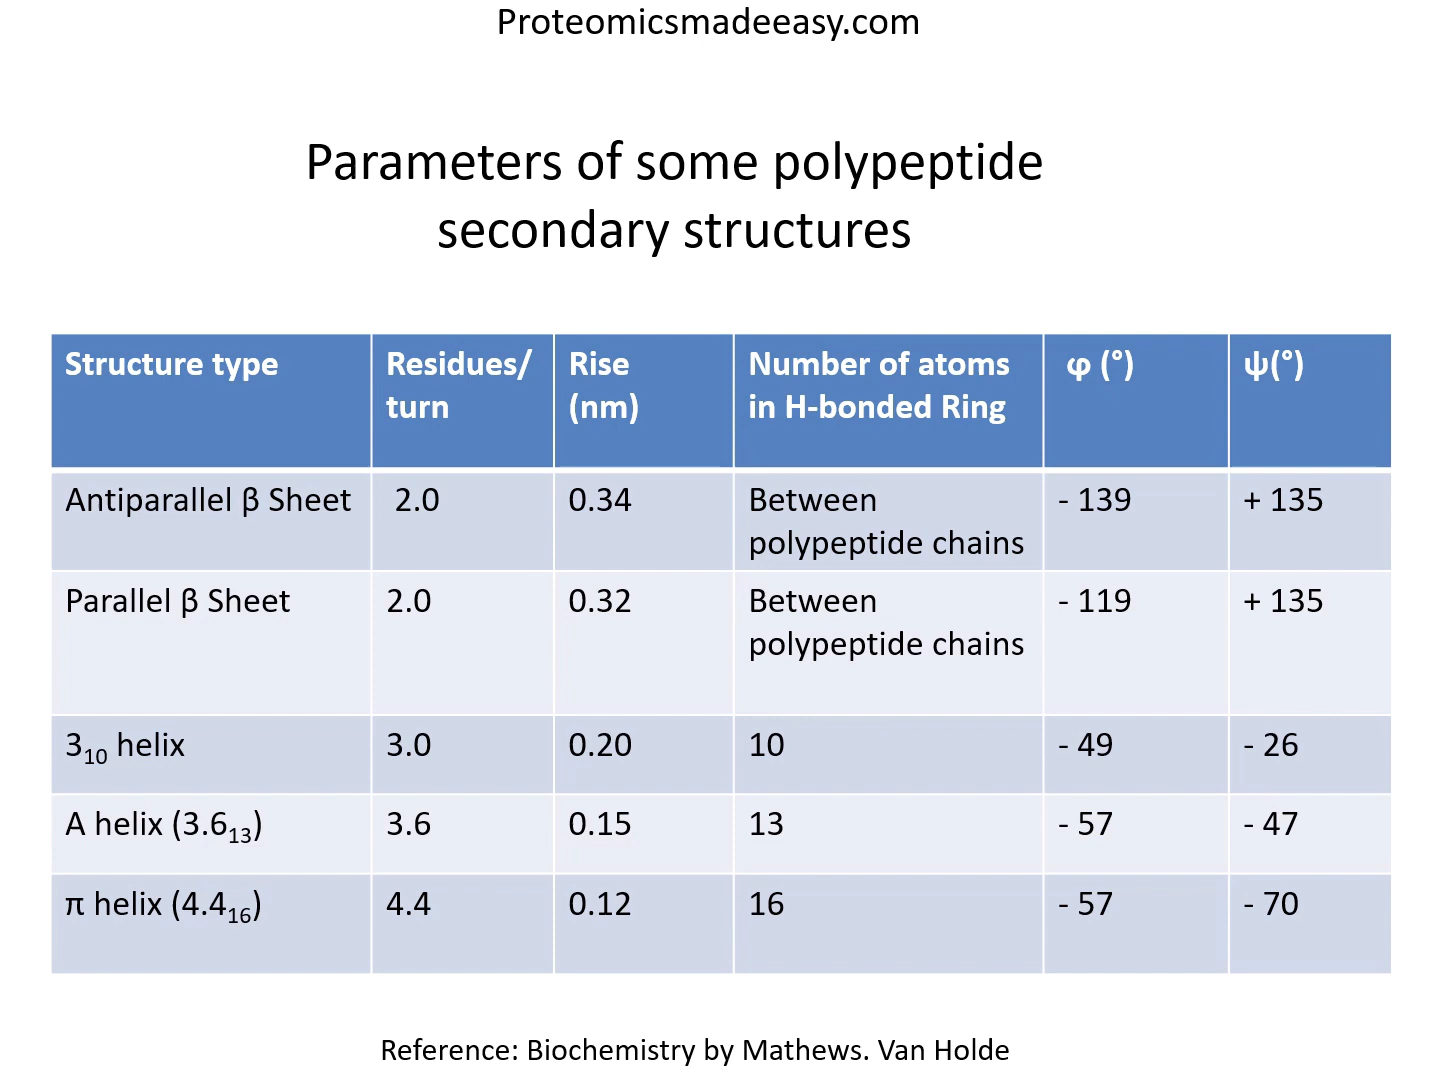 Proteomicsmadeeasy.com
Parameters of some polypeptide
secondary structures
Structure type Residues/ turn Rise (nm) Number of atoms in H-bonded Ring φ (°) ψ(°)
Antiparallel β Sheet 2.0 0.34 Between polypeptide chains - 139 + 135
Parallel β Sheet 2.0 0.32 Between polypeptide chains - 119 + 135
3₁₀ helix 3.0 0.20 10 - 49 - 26
A helix (3.6₁₃) 3.6 0.15 13 - 57 - 47
π helix (4.4₁₆) 4.4 0.12 16 - 57 - 70
Reference: Biochemistry by Mathews. Van Holde